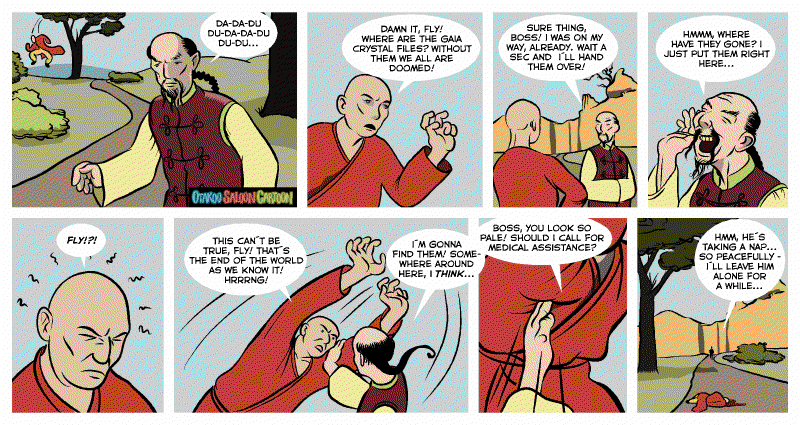 DA-DA-DU
DU-DA-DA-DU
DU-DU...
OTAKOO SALOON CARTOON
DAMN IT, FLY!
WHERE ARE THE GAIA
CRYSTAL FILES? WITHOUT
THEM WE ALL ARE
DOOMED!
SURE THING,
BOSS! I WAS ON MY
WAY, ALREADY. WAIT A
SEC AND I´LL HAND
THEM OVER!
HMMM, WHERE
HAVE THEY GONE? I
JUST PUT THEM RIGHT
HERE...
FLY!?!
THIS CAN´T BE
TRUE, FLY! THAT´S
THE END OF THE WORLD
AS WE KNOW IT!
HRRRNG!
I´M GONNA
FIND THEM! SOME-
WHERE AROUND
HERE, I THINK...
BOSS, YOU LOOK SO
PALE! SHOULD I CALL FOR
MEDICAL ASSISTANCE?
HMM, HE´S
TAKING A NAP...
SO PEACEFULLY -
I´LL LEAVE HIM
ALONE FOR
A WHILE...